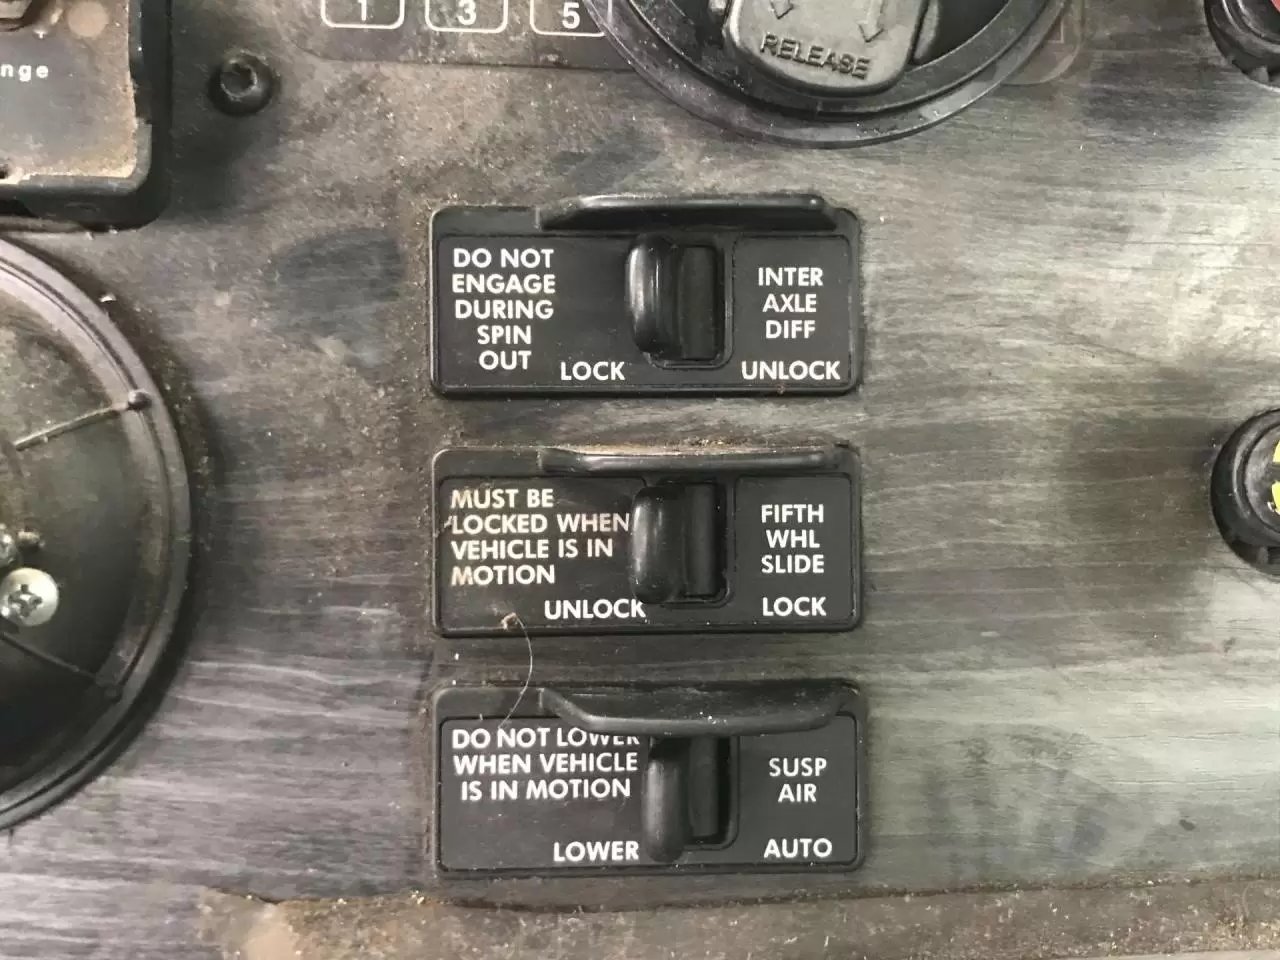 1 3 5
RELEASE
nge
DO NOT
ENGAGE
DURING
SPIN
OUT
LOCK
INTER
AXLE
DIFF
UNLOCK
MUST BE
LOCKED WHEN
VEHICLE IS IN
MOTION
UNLOCK
FIFTH
WHL
SLIDE
LOCK
DO NOT LOWER
WHEN VEHICLE
IS IN MOTION
LOWER
SUSP
AIR
AUTO